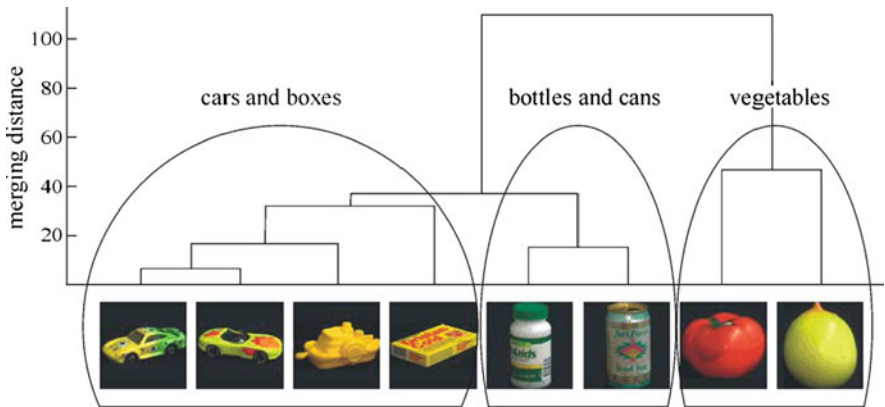 100
80
60
40
20
merging distance
cars and boxes
bottles and cans
vegetables